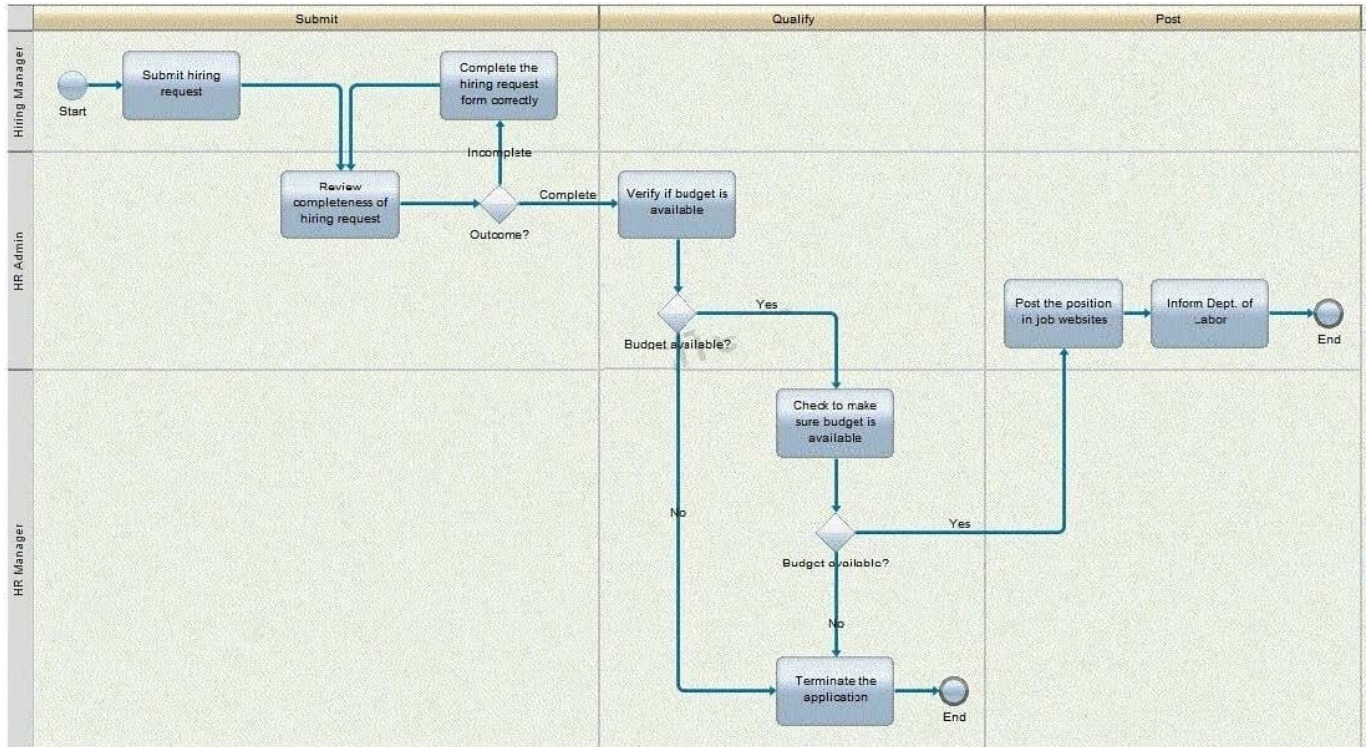 Submit
Qualify
Post
Hiring Manager
Start
Submit hiring
request
Complete the
hiring request
form correctly
Incomplete
HR Admin
Review
completeness of
hiring request
Outcome?
Complete
Verify if budget is
available
Budget available?
Yes
Post the position
in job websites
Inform Dept. of
Labor
End
HR Manager
Check to make
sure budget is
available
No
Budget available?
Yes
No
Terminate the
application
End